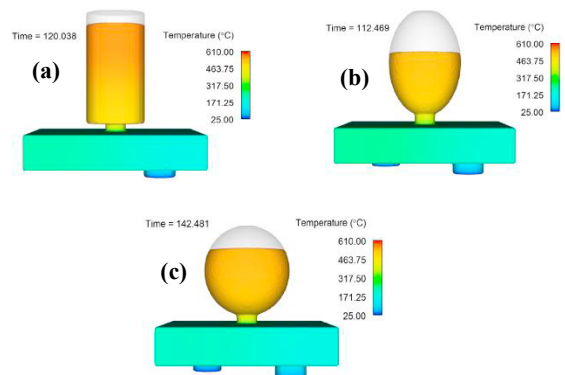 Time = 120.038
Temperature (°C)
610.00
463.75
317.50
171.25
25.00
(a)
Time = 112.469
Temperature (°C)
610.00
463.75
317.50
171.25
25.00
(b)
Time = 142.481
Temperature (°C)
610.00
463.75
317.50
171.25
25.00
(c)